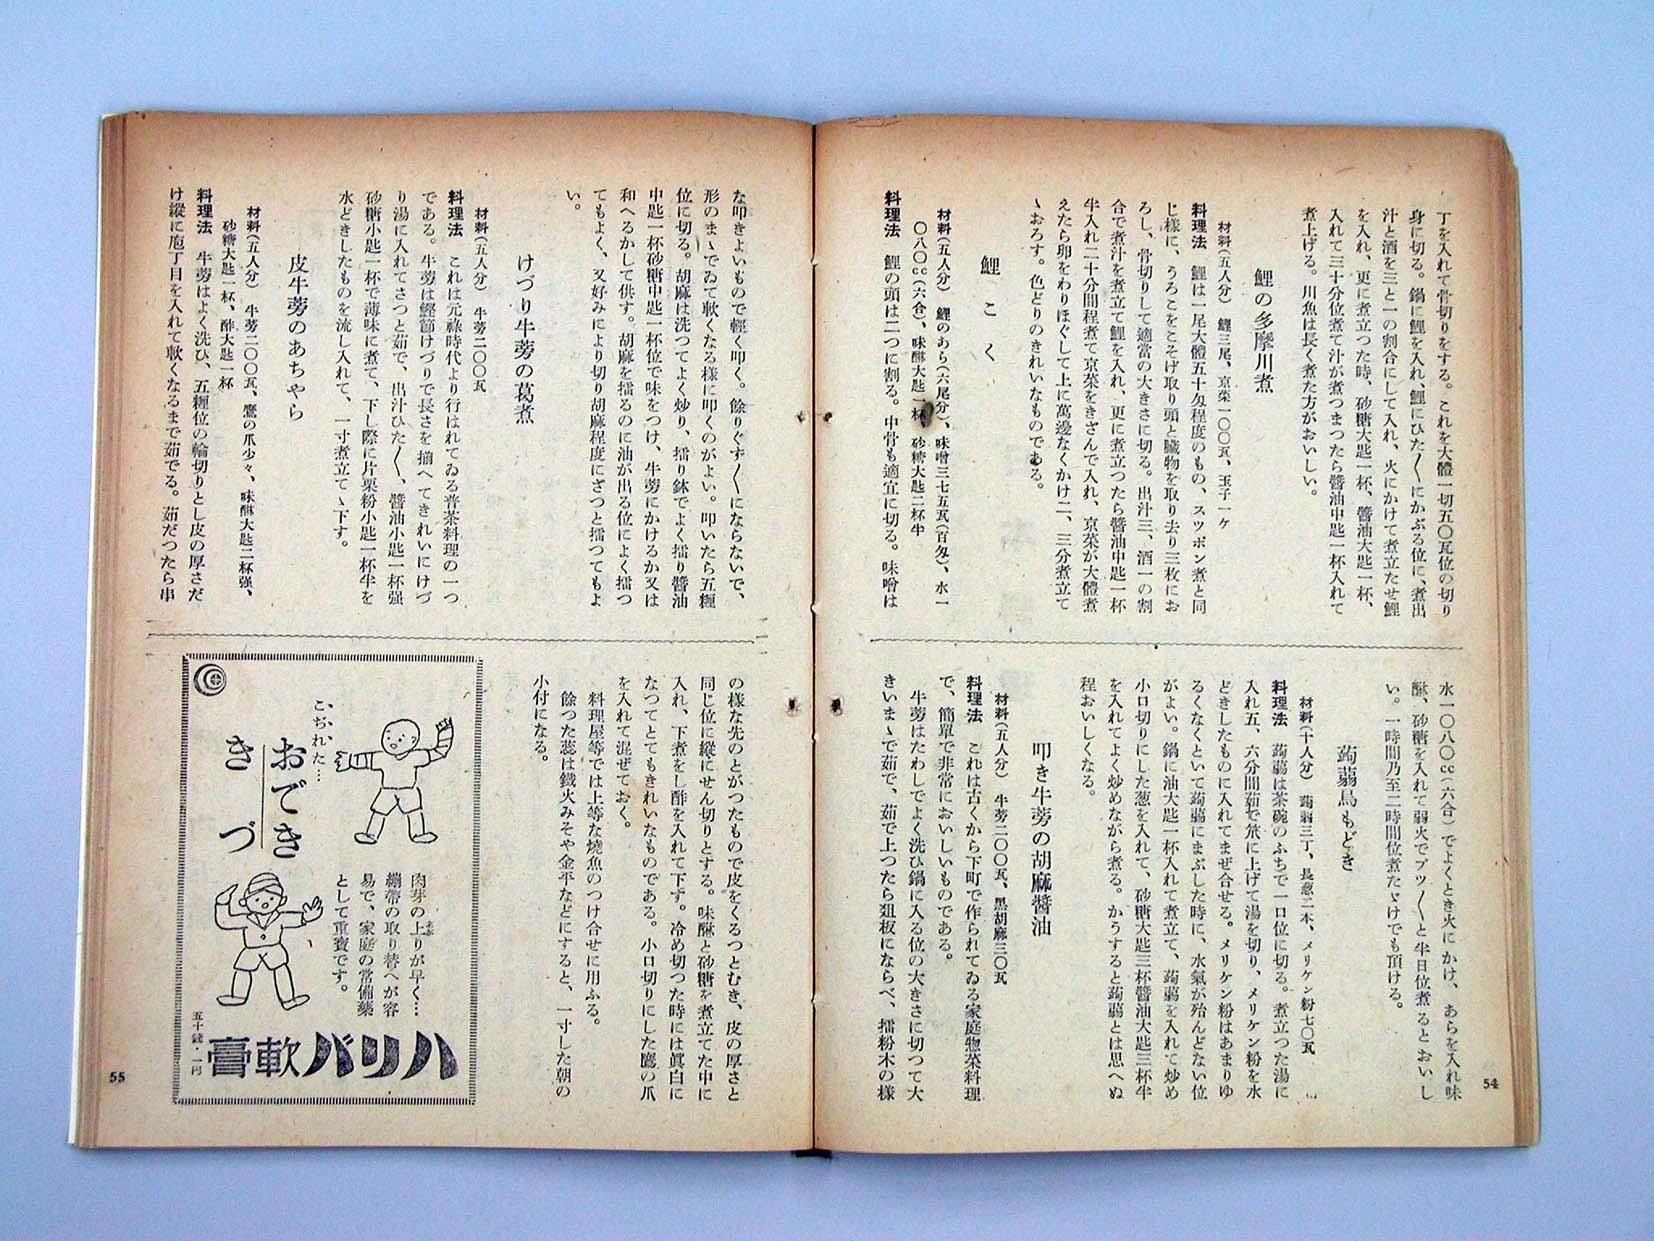 丁を入れて骨切りをする。これを大體一切五〇瓦位の切り
身に切る。鍋に鯉を入れ、鯉にひた〱にかぶる位に、煮出
汁と酒を三と一の割合にして入れ、火にかけて煮立たせ鯉
を入れ、更に煮立つた時、砂糖大匙一杯、醬油大匙一杯、
入れて三十分位煮て汁が煮つまつたら醬油中匙一杯入れて
煮上げる。川魚は長く煮た方がおいしい。
鯉の多摩川煮
材料(五人分) 鯉三尾、京菜一〇〇瓦、玉子一ケ
料理法 鯉は一尾大體五十匁程度のもの、スツポン煮と同
じ様に、うろこをこそげ取り頭と臓物を取り去り三枚にお
ろし、骨切りして適當の大きさに切る。出汁三、酒一の割
合で煮汁を煮立て鯉を入れ、更に煮立つたら醬油中匙一杯
半入れ二十分間程煮て京菜をきざんで入れ、京菜が大體煮
えたら卵をわりほぐして上に萬邊なくかけ二、三分煮立て
ゝおろす。色どりのきれいなものである。
鯉こく
材料(五人分) 鯉のあら(六尾分)、味噌三七五瓦(百匁)、水一
〇八〇cc(六合)、味醂大匙一杯、砂糖大匙二杯半
料理法 鯉の頭は二つに割る。中骨も適宜に切る。味噌は
水一〇八〇cc(六合)でよくとき火にかけ、あらを入れ味
醂、砂糖を入れて弱火でブツ〱と半日位煮るとおいし
い。一時間乃至二時間位煮たゞけでも頂ける。
蒟蒻鳥もどき
材料(十人分) 蒟蒻三丁、長葱二本、メリケン粉七〇瓦
料理法 蒟蒻は茶碗のふちで一口位に切る。煮立つた湯に
入れ五、六分間茹で笊に上げて湯を切り、メリケン粉を水
どきしたものに入れてまぜ合せる。メリケン粉はあまりゆ
るくなくといて蒟蒻にまぶした時に、水氣が殆んどない位
がよい。鍋に油大匙一杯入れて煮立て、蒟蒻を入れて炒め
小口切りにした葱を入れて、砂糖大匙三杯醬油大匙三杯半
を入れてよく炒めながら煮る。かうすると蒟蒻とは思へぬ
程おいしくなる。
叩き牛蒡の胡麻醬油
材料(五人分) 牛蒡二〇〇瓦、黒胡麻三〇瓦
料理法 これは古くから下町で作られてゐる家庭惣菜料理
で、簡單で非常においしいものである。
牛蒡はたわしでよく洗ひ鍋に入る位の大きさに切つて大
きいまゝで茹で、茹で上つたら俎板にならべ、擂粉木の様
54
な叩きよいもので輕く叩く。餘りぐず〱にならないで、
形のまゝでゐて軟くなる様に叩くのがよい。叩いたら五糎
位に切る。胡麻は洗つてよく炒り、擂り鉢でよく擂り醬油
中匙一杯砂糖中匙一杯位で味をつけ、牛蒡にかけるか又は
和へるかして供す。胡麻を擂るのに油が出る位によく擂つ
てもよく、又好みにより切り胡麻程度にざつと擂つてもよ
い。
けづり牛蒡の葛煮
材料(五人分) 牛蒡二〇〇瓦
料理法 これは元祿時代より行はれてゐる普茶料理の一つ
である。牛蒡は鰹節けづりで長さを揃へてきれいにけづ
り湯に入れてさつと茹で、出汁ひた〱、醬油小匙一杯強
砂糖小匙一杯で薄味に煮て、下し際に片栗粉小匙一杯半を
水どきしたものを流し入れて、一寸煮立てゝ下す。
皮牛蒡のあちやら
材料(五人分) 牛蒡二〇〇瓦、鷹の爪少々、味醂大匙二杯強、
砂糖大匙一杯、酢大匙一杯
料理法 牛蒡はよく洗ひ、五糎位の輪切りとし皮の厚さだ
け縱に庖丁目を入れて軟くなるまで茹でる。茹だつたら串
の様な先のとがつたもので皮をくるつとむき、皮の厚さと
同じ位に縱にせん切りとする。味醂と砂糖を煮立てた中に
入れ、下煮をし酢を入れて下す。冷め切つた時には眞白に
なつてとてもきれいなものである。小口切りにした鷹の爪
を入れて混ぜておく。
料理屋等では上等な燒魚のつけ合せに用ふる。
餘つた蕊は鐵火みそや金平などにすると、一寸した朝の
小付になる。
こぢれた…
おでき
きづ
肉芽の上りが早く…
繃帶の取り替へが容
易で、家庭の常備藥
として重寶です。
ハリバ軟膏
五十錢・一円
55